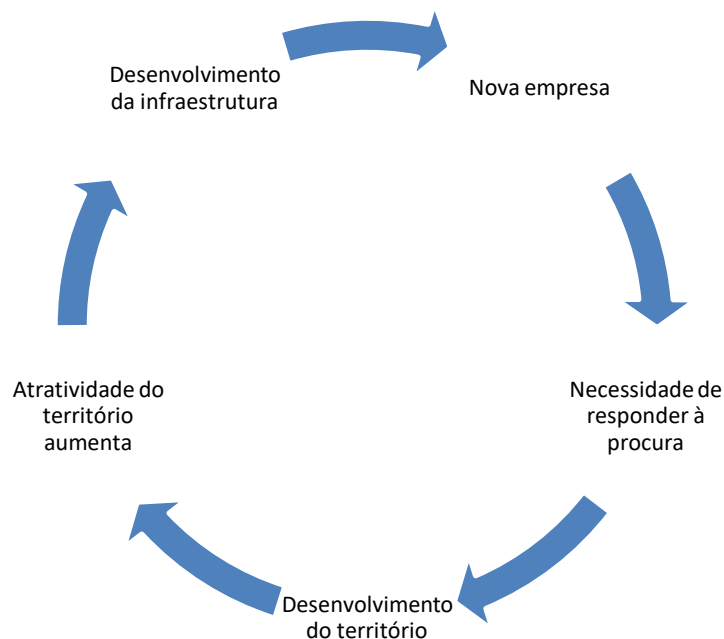 Desenvolvimento
da infraestrutura
Nova empresa
Necessidade de
responder à
procura
Desenvolvimento
do território
Atratividade do
território
aumenta